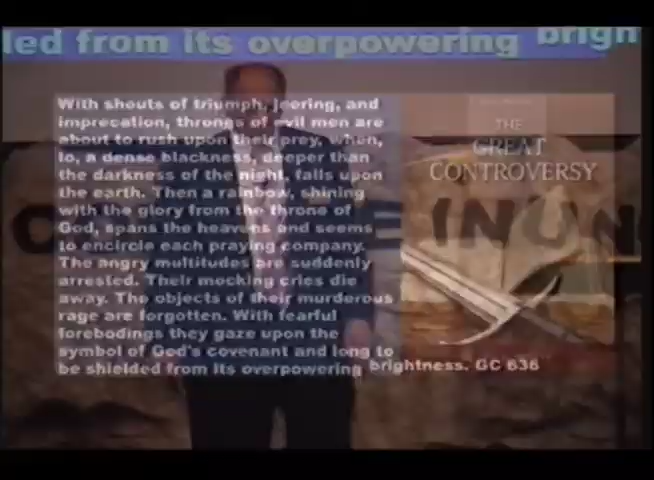 led from its overpowering brigh
With shouts of triumph, jeering, and
imprecation, throngs of evil men are
about to rush upon their prey, when,
lo, a dense blackness, deeper than
the darkness of the night, falls upon
the earth. Then a rainbow, shining
with the glory from the throne of
God, spans the heavens and seems
to encircle each praying company.
The angry multitudes are suddenly
arrested. Their mocking cries die
away. The objects of their murderous
rage are forgotten. With fearful
forebodings they gaze upon the
symbol of God's covenant and long to
be shielded from its overpowering brightness. GC 636
THE
GREAT
CONTROVERSY
E INUN